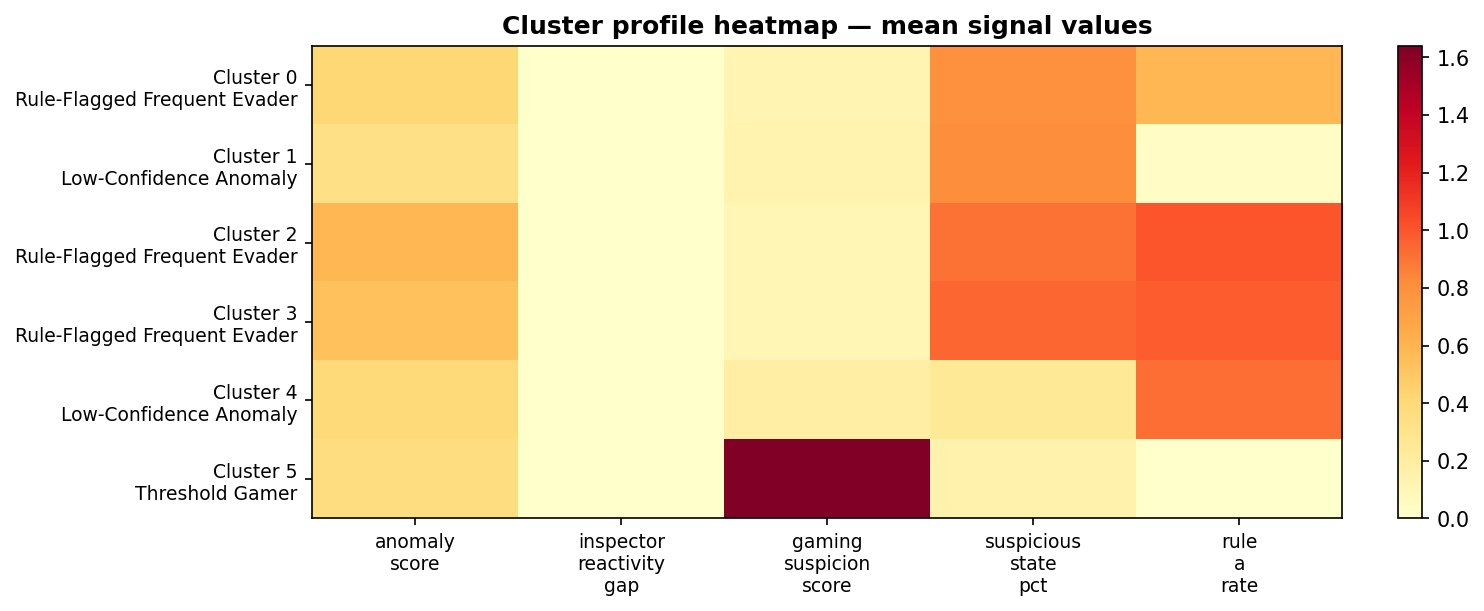 Cluster profile heatmap — mean signal values
Cluster 0
Rule-Flagged Frequent Evader
Cluster 1
Low-Confidence Anomaly
Cluster 2
Rule-Flagged Frequent Evader
Cluster 3
Rule-Flagged Frequent Evader
Cluster 4
Low-Confidence Anomaly
Cluster 5
Threshold Gamer
anomaly
score
inspector
reactivity
gap
gaming
suspicion
score
suspicious
state
pct
rule
a
rate
1.6
1.4
1.2
1.0
0.8
0.6
0.4
0.2
0.0